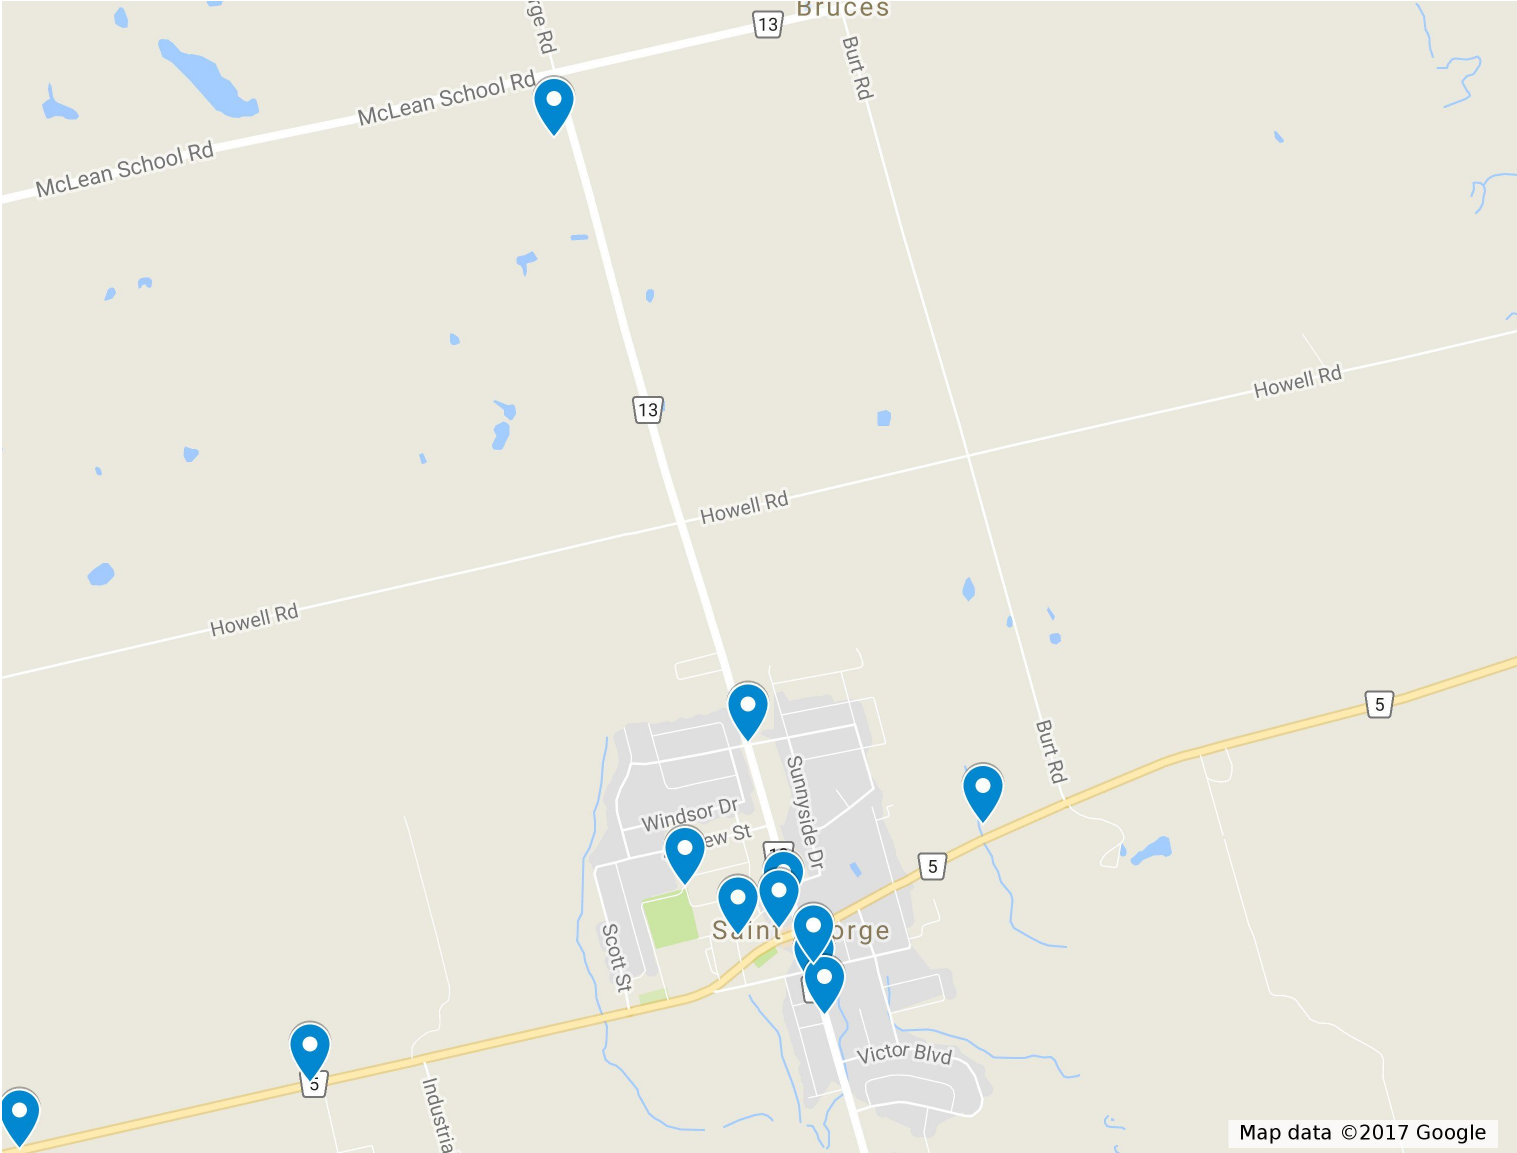 Bruces
13
rge Rd
Burt Rd
McLean School Rd
McLean School Rd
Howell Rd
13
Howell Rd
Howell Rd
5
Burt Rd
Sunnyside Dr
Windsor Dr
ew St
5
Saint orge
Scott St
Victor Blvd
5
Industria
Map data ©2017 Google